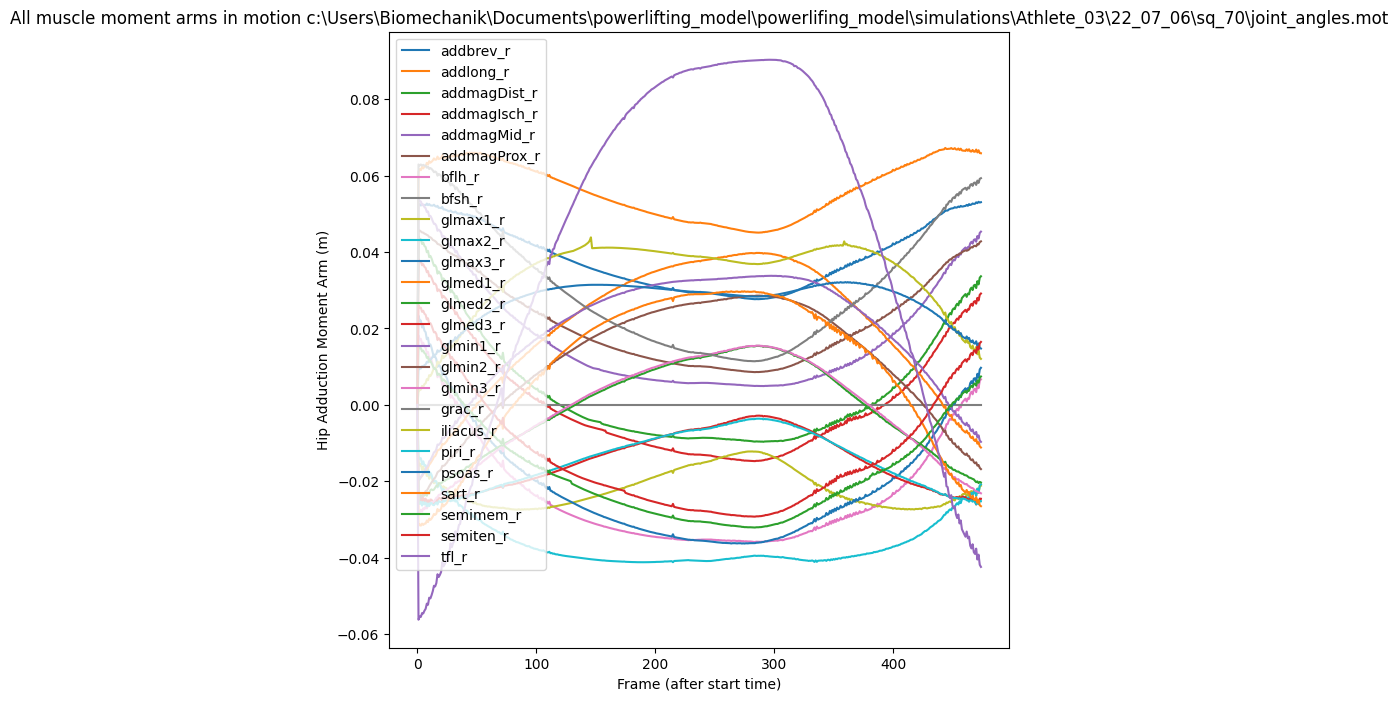 All muscle moment arms in motion c:\Users\Biomechanik\Documents\powerlifting_model\powerlifing_model\simulations\Athlete_03\22_07_06\sq_70\joint_angles.mot
addbrev_r
addlong_r
addmagDist_r
addmagIsch_r
addmagMid_r
addmagProx_r
bflh_r
bfsh_r
glmax1_r
glmax2_r
glmax3_r
glmed1_r
glmed2_r
glmed3_r
glmin1_r
glmin2_r
glmin3_r
grac_r
iliacus_r
piri_r
psoas_r
sart_r
semimem_r
semiten_r
tfl_r
0.08
0.06
0.04
0.02
0.00
−0.02
−0.04
−0.06
Hip Adduction Moment Arm (m)
0 100 200 300 400
Frame (after start time)